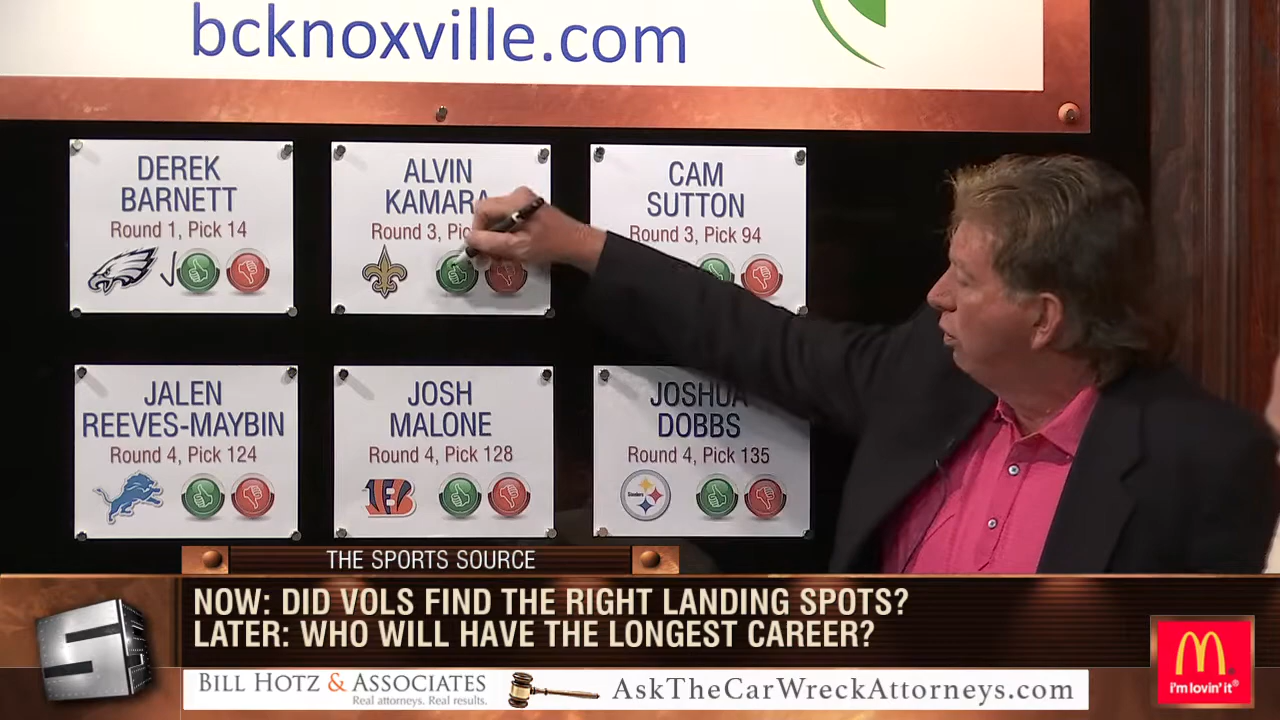 bcknoxville.com
DEREK
BARNETT
Round 1, Pick 14
ALVIN
KAMARA
Round 3, Pic
CAM
SUTTON
Round 3, Pick 94
JALEN
REEVES-MAYBIN
Round 4, Pick 124
JOSH
MALONE
Round 4, Pick 128
JOSHUA
DOBBS
Round 4, Pick 135
Steelers
THE SPORTS SOURCE
NOW: DID VOLS FIND THE RIGHT LANDING SPOTS?
LATER: WHO WILL HAVE THE LONGEST CAREER?
S
BILL HOTZ & ASSOCIATES
Real attorneys. Real results.
ASKTHECARWRECKATTORNEYS.com
M
i'm lovin' it®